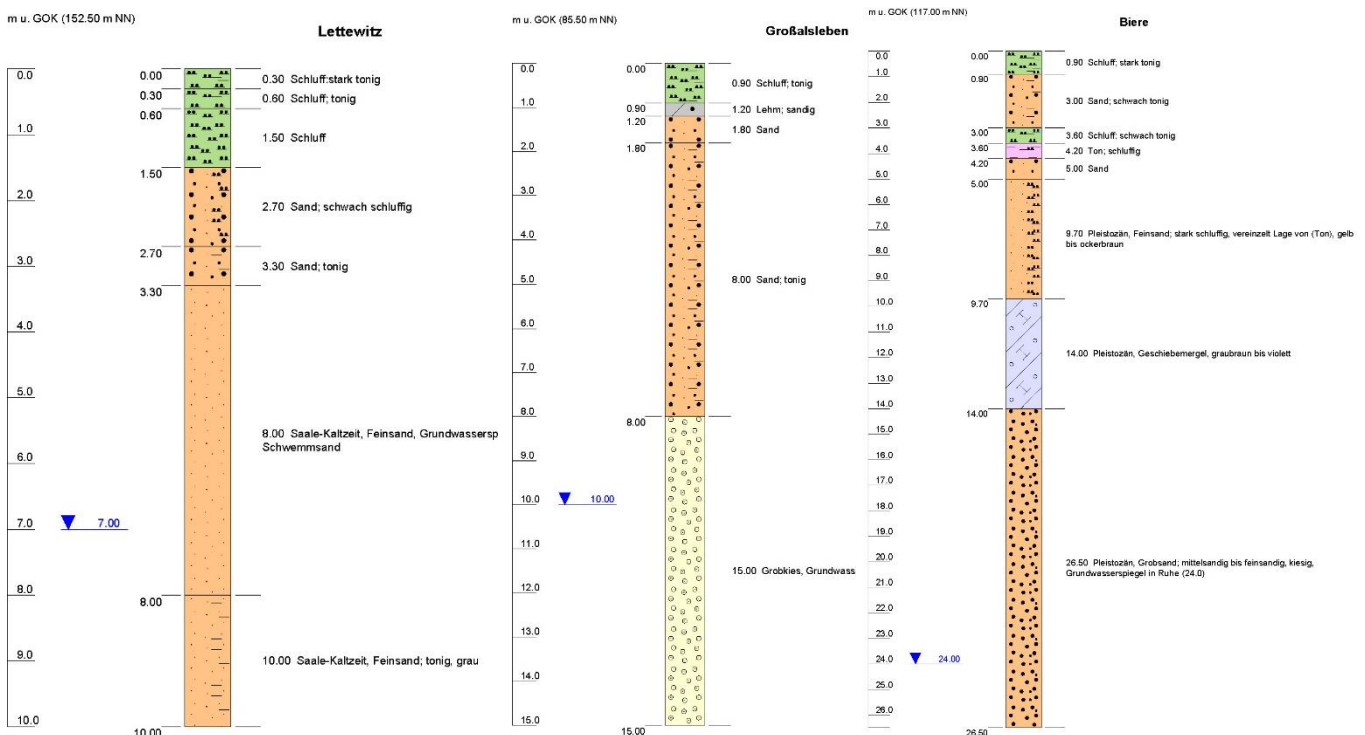 m u. GOK (152.50 m NN)
Lettewitz
0.0
1.0
2.0
3.0
4.0
5.0
6.0
7.0
8.0
9.0
10.0
7.00
0.00
0.30
0.60
1.50
2.70
3.30
8.00
10.00
0.30 Schluff:stark tonig
0.60 Schluff; tonig
1.50 Schluff
2.70 Sand; schwach schluffig
3.30 Sand; tonig
8.00 Saale-Kaltzeit, Feinsand, Grundwassersp
Schwemmsand
10.00 Saale-Kaltzeit, Feinsand; tonig, grau
m u. GOK (85.50 m NN)
Großalsleben
0.0
1.0
2.0
3.0
4.0
5.0
6.0
7.0
8.0
9.0
10.0
11.0
12.0
13.0
14.0
15.0
10.00
0.00
0.90
1.20
1.80
8.00
15.00
0.90 Schluff; tonig
1.20 Lehm; sandig
1.80 Sand
8.00 Sand; tonig
15.00 Grobkies, Grundwass
m u. GOK (117.00 m NN)
Biere
0.0
1.0
2.0
3.0
4.0
5.0
6.0
7.0
8.0
9.0
10.0
11.0
12.0
13.0
14.0
15.0
16.0
17.0
18.0
19.0
20.0
21.0
22.0
23.0
24.0
25.0
26.0
24.00
0.00
0.90
3.00
3.60
4.20
5.00
9.70
14.00
26.50
0.90 Schluff; stark tonig
3.00 Sand; schwach tonig
3.60 Schluff; schwach tonig
4.20 Ton; schluffig
5.00 Sand
9.70 Pleistozän, Feinsand; stark schluffig, vereinzelt Lage von (Ton), gelb
bis ockerbraun
14.00 Pleistozän, Geschiebemergel, graubraun bis violett
26.50 Pleistozän, Grobsand; mittelsandig bis feinsandig, kiesig,
Grundwasserspiegel in Ruhe (24.0)